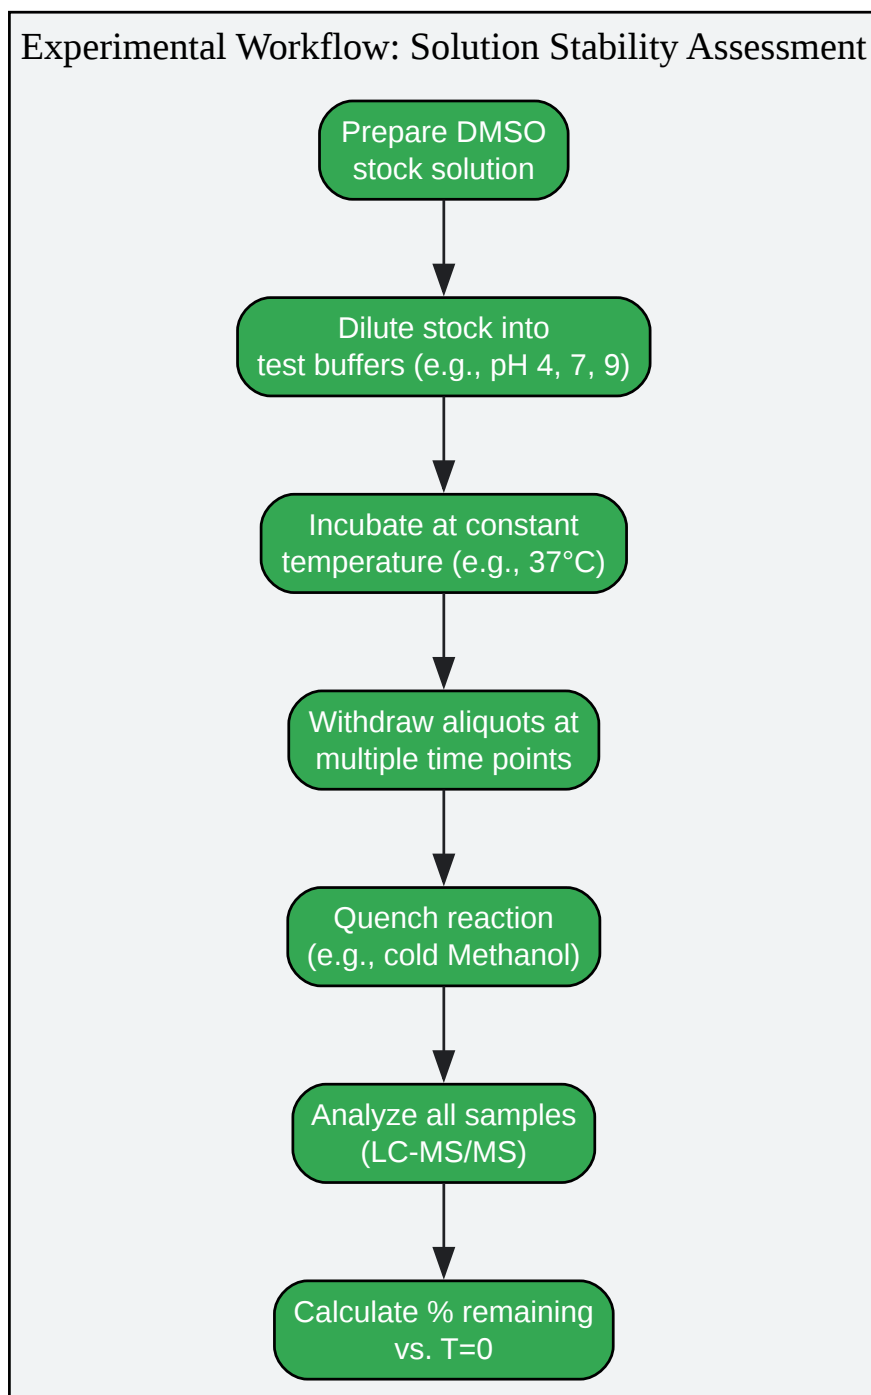 Experimental Workflow: Solution Stability Assessment
Prepare DMSO
stock solution
Dilute stock into
test buffers (e.g., pH 4, 7, 9)
Incubate at constant
temperature (e.g., 37°C)
Withdraw aliquots at
multiple time points
Quench reaction
(e.g., cold Methanol)
Analyze all samples
(LC-MS/MS)
Calculate % remaining
vs. T=0